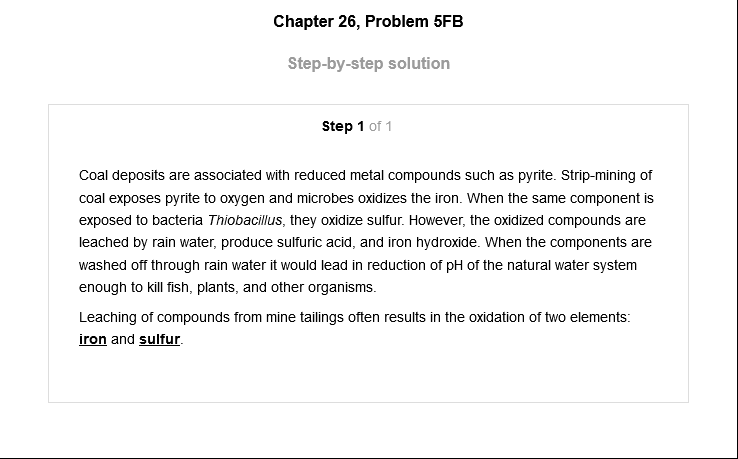 Chapter 26, Problem 5FB
Step-by-step solution
Step 1 of 1
Coal deposits are associated with reduced metal compounds such as pyrite. Strip-mining of
coal exposes pyrite to oxygen and microbes oxidizes the iron. When the same component is
exposed to bacteria Thiobacillus, they oxidize sulfur. However, the oxidized compounds are
leached by rain water, produce sulfuric acid, and iron hydroxide. When the components are
washed off through rain water it would lead in reduction of pH of the natural water system
enough to kill fish, plants, and other organisms.
Leaching of compounds from mine tailings often results in the oxidation of two elements:
iron and sulfur.